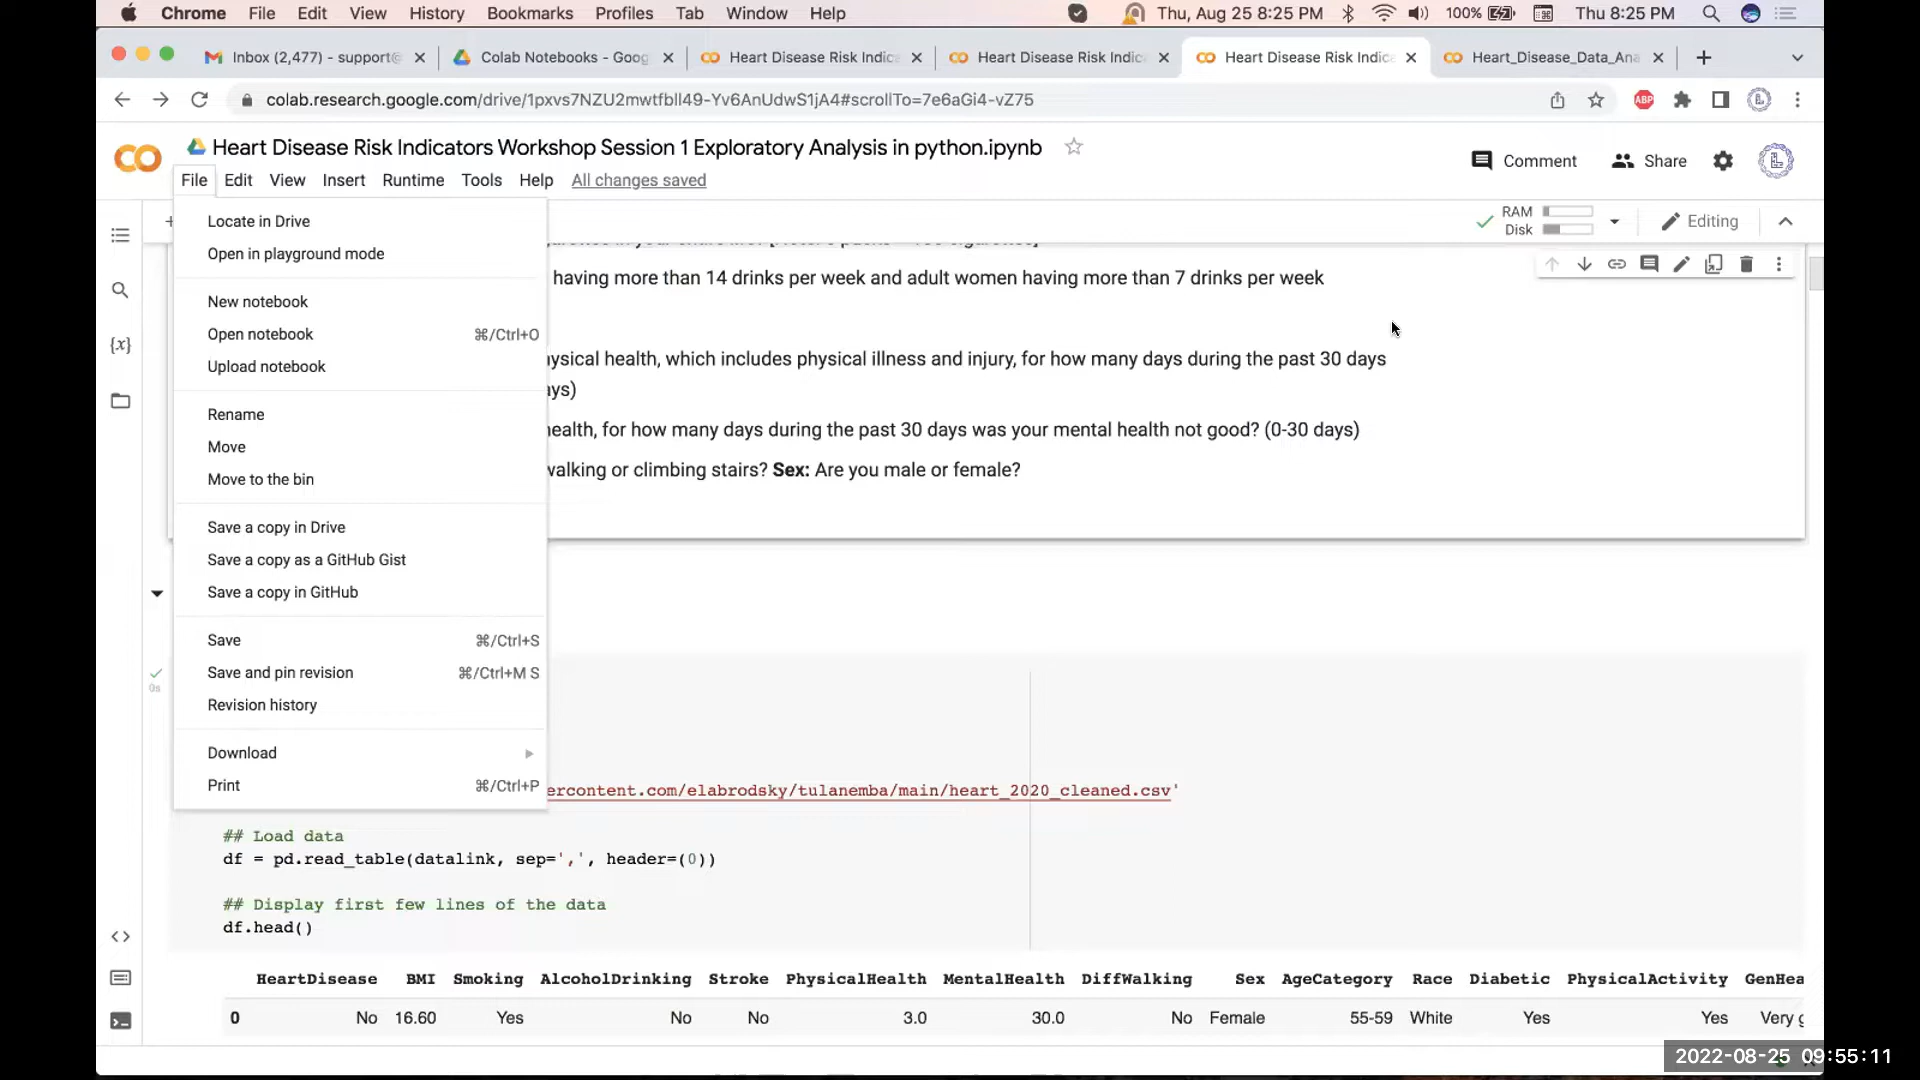 Chrome File Edit View History Bookmarks Profiles Tab Window Help Thu, Aug 25 8:25 PM 100% Thu 8:25 PM
Inbox (2,477) - support@ Colab Notebooks - Goog Heart Disease Risk Indic Heart Disease Risk Indic Heart Disease Risk Indica Heart_Disease_Data_Ana
colab.research.google.com/drive/1pxvs7NZU2mwtfbll49-Yv6AnUdwS1jA4#scrollTo=7e6aGi4-vZ75
ABP
Heart Disease Risk Indicators Workshop Session 1 Exploratory Analysis in python.ipynb
Comment Share
File Edit View Insert Runtime Tools Help All changes saved
RAM
Disk
Editing
Locate in Drive
Open in playground mode
New notebook
Open notebook ⌘/Ctrl+O
Upload notebook
Rename
Move
Move to the bin
Save a copy in Drive
Save a copy as a GitHub Gist
Save a copy in GitHub
Save ⌘/Ctrl+S
Save and pin revision ⌘/Ctrl+M S
Revision history
Download
Print ⌘/Ctrl+P
having more than 14 drinks per week and adult women having more than 7 drinks per week
ysical health, which includes physical illness and injury, for how many days during the past 30 days
ays)
ealth, for how many days during the past 30 days was your mental health not good? (0-30 days)
walking or climbing stairs? Sex: Are you male or female?
{x}
0s
ercontent.com/elabrodsky/tulanemba/main/heart_2020_cleaned.csv'
## Load data
df = pd.read_table(datalink, sep=',', header=(0))
## Display first few lines of the data
df.head()
HeartDisease BMI Smoking AlcoholDrinking Stroke PhysicalHealth MentalHealth DiffWalking Sex AgeCategory Race Diabetic PhysicalActivity GenHea
0 No 16.60 Yes No No 3.0 30.0 No Female 55-59 White Yes Yes Very g
2022-08-25 09:55:11